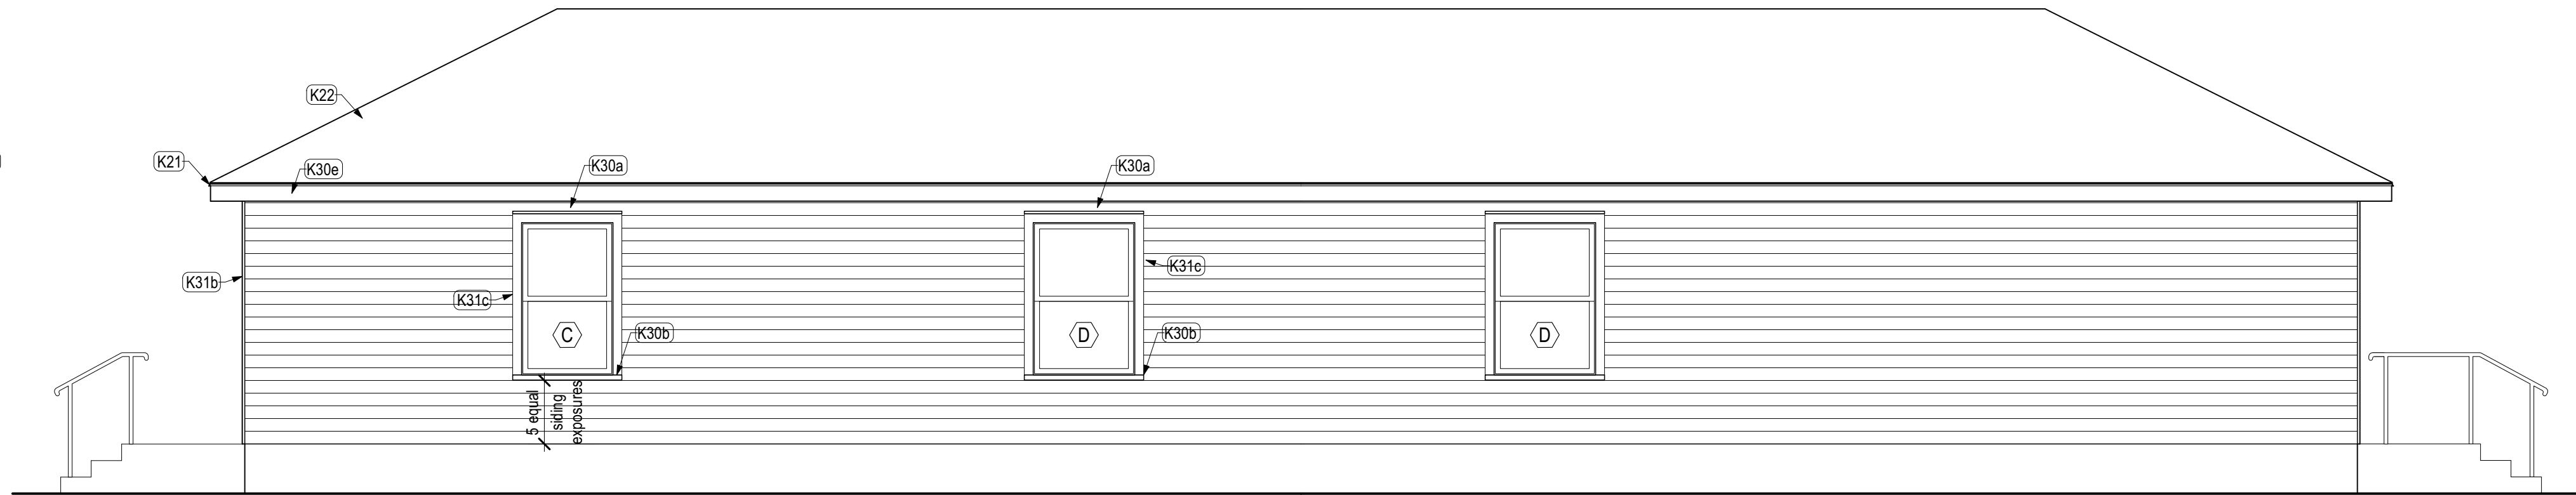 K22
K21
K30e
K30a
K30a
K31b
K31c
K31c
C
K30b
D
K30b
D
5 equal
siding
exposures